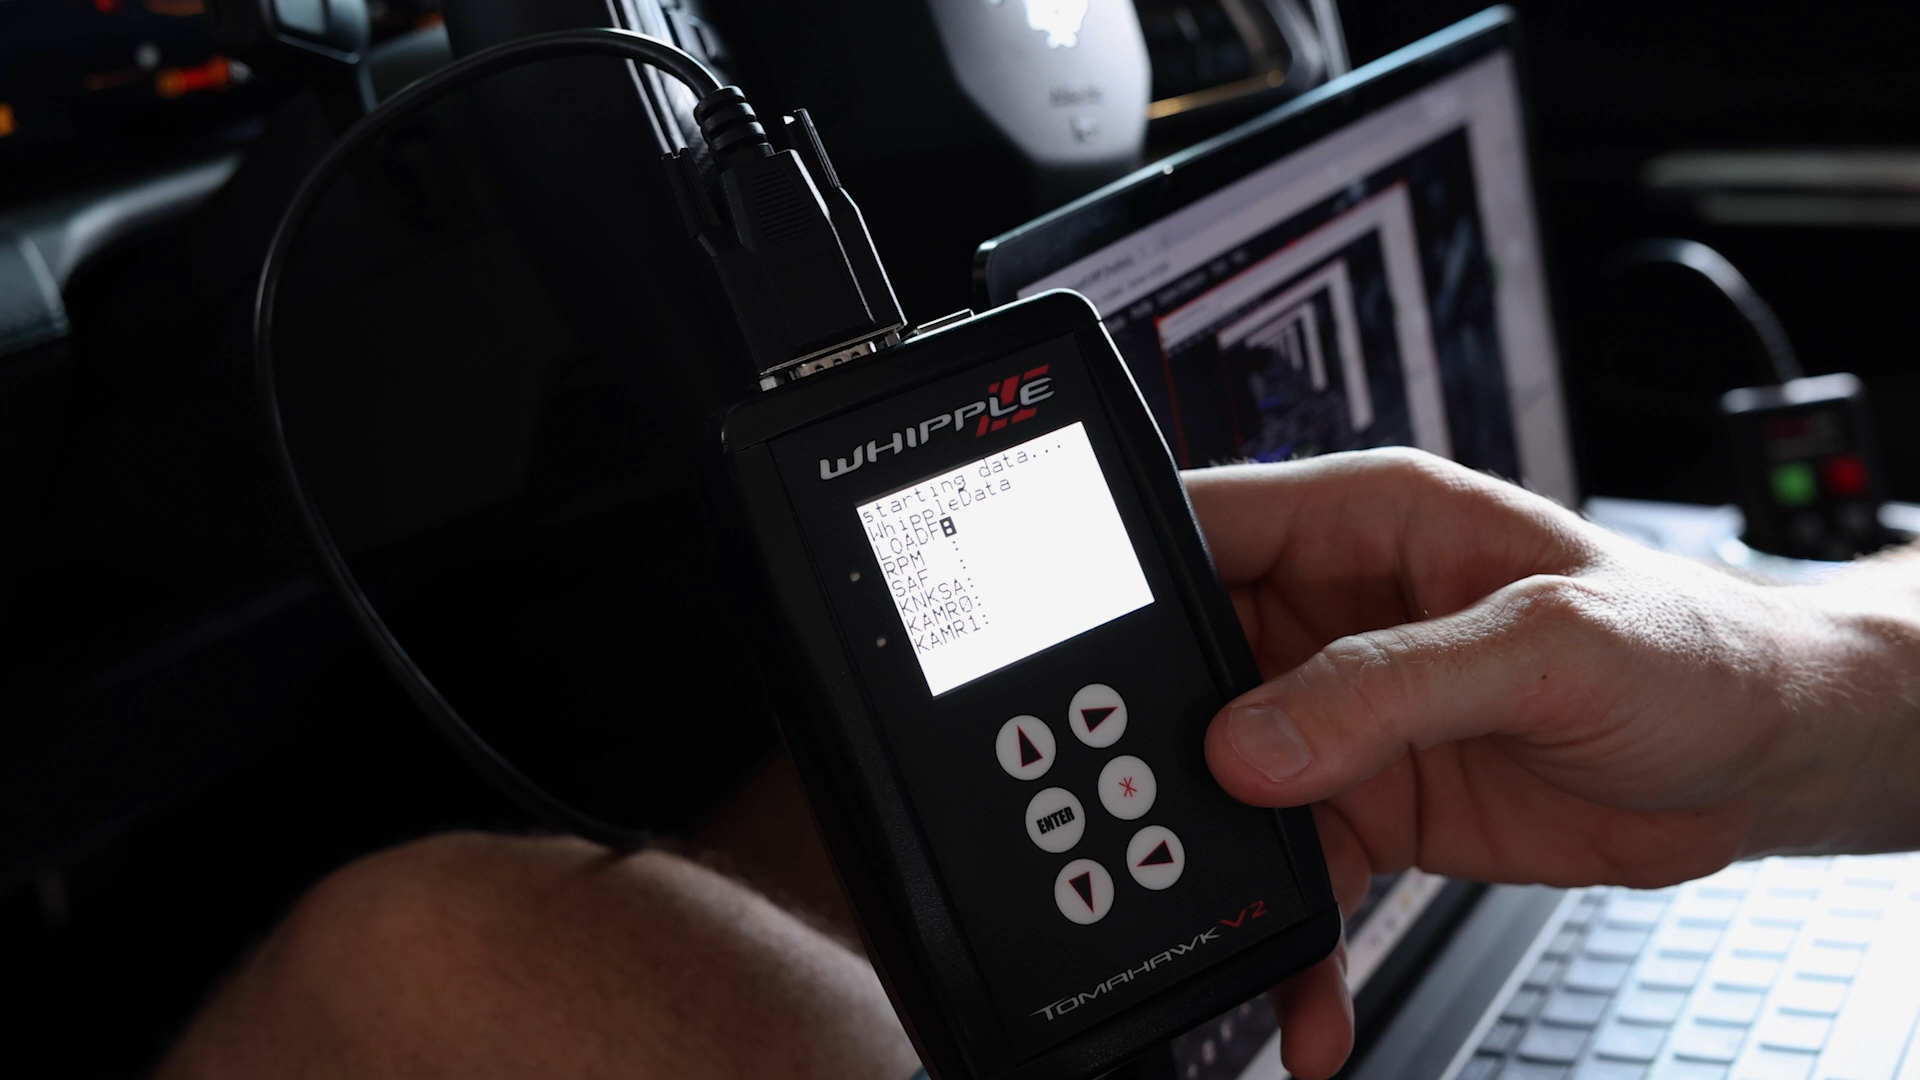 WHIPPLE
starting data...
WhippleData
LOADF:
RPM :
SAF :
KNKSA:
KAMR0:
KAMR1:
ENTER
TOMAHAWK V2